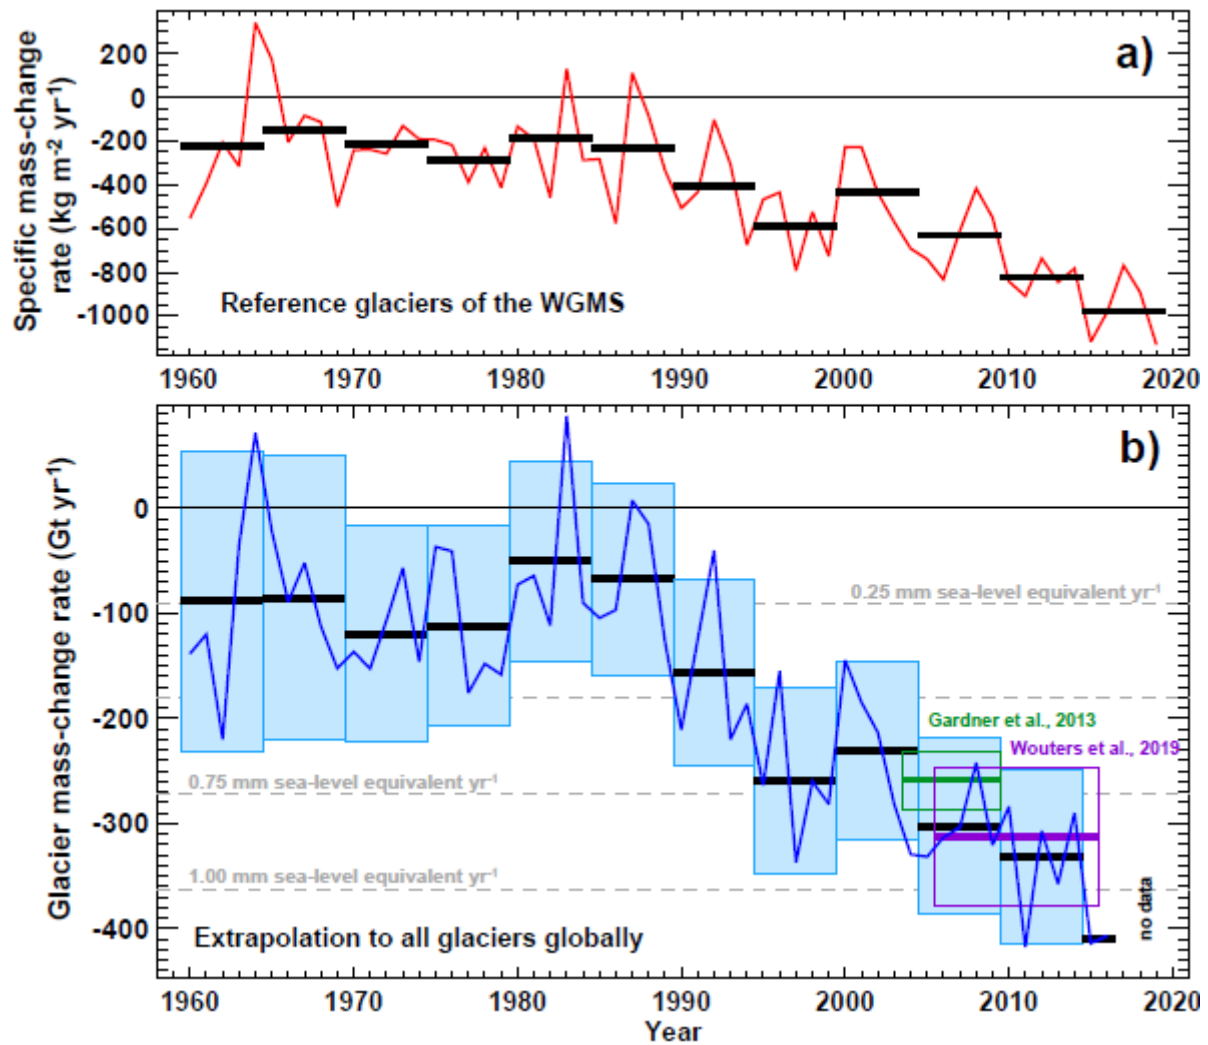 a)
Specific mass-change
rate (kg m-2 yr-1)
200
0
-200
-400
-600
-800
-1000
Reference glaciers of the WGMS
1960 1970 1980 1990 2000 2010 2020
b)
Glacier mass-change rate (Gt yr-1)
0
-100
-200
-300
-400
0.25 mm sea-level equivalent yr-1
Gardner et al., 2013
Wouters et al., 2019
0.75 mm sea-level equivalent yr-1
1.00 mm sea-level equivalent yr-1
no data
Extrapolation to all glaciers globally
1960 1970 1980 1990 2000 2010 2020
Year